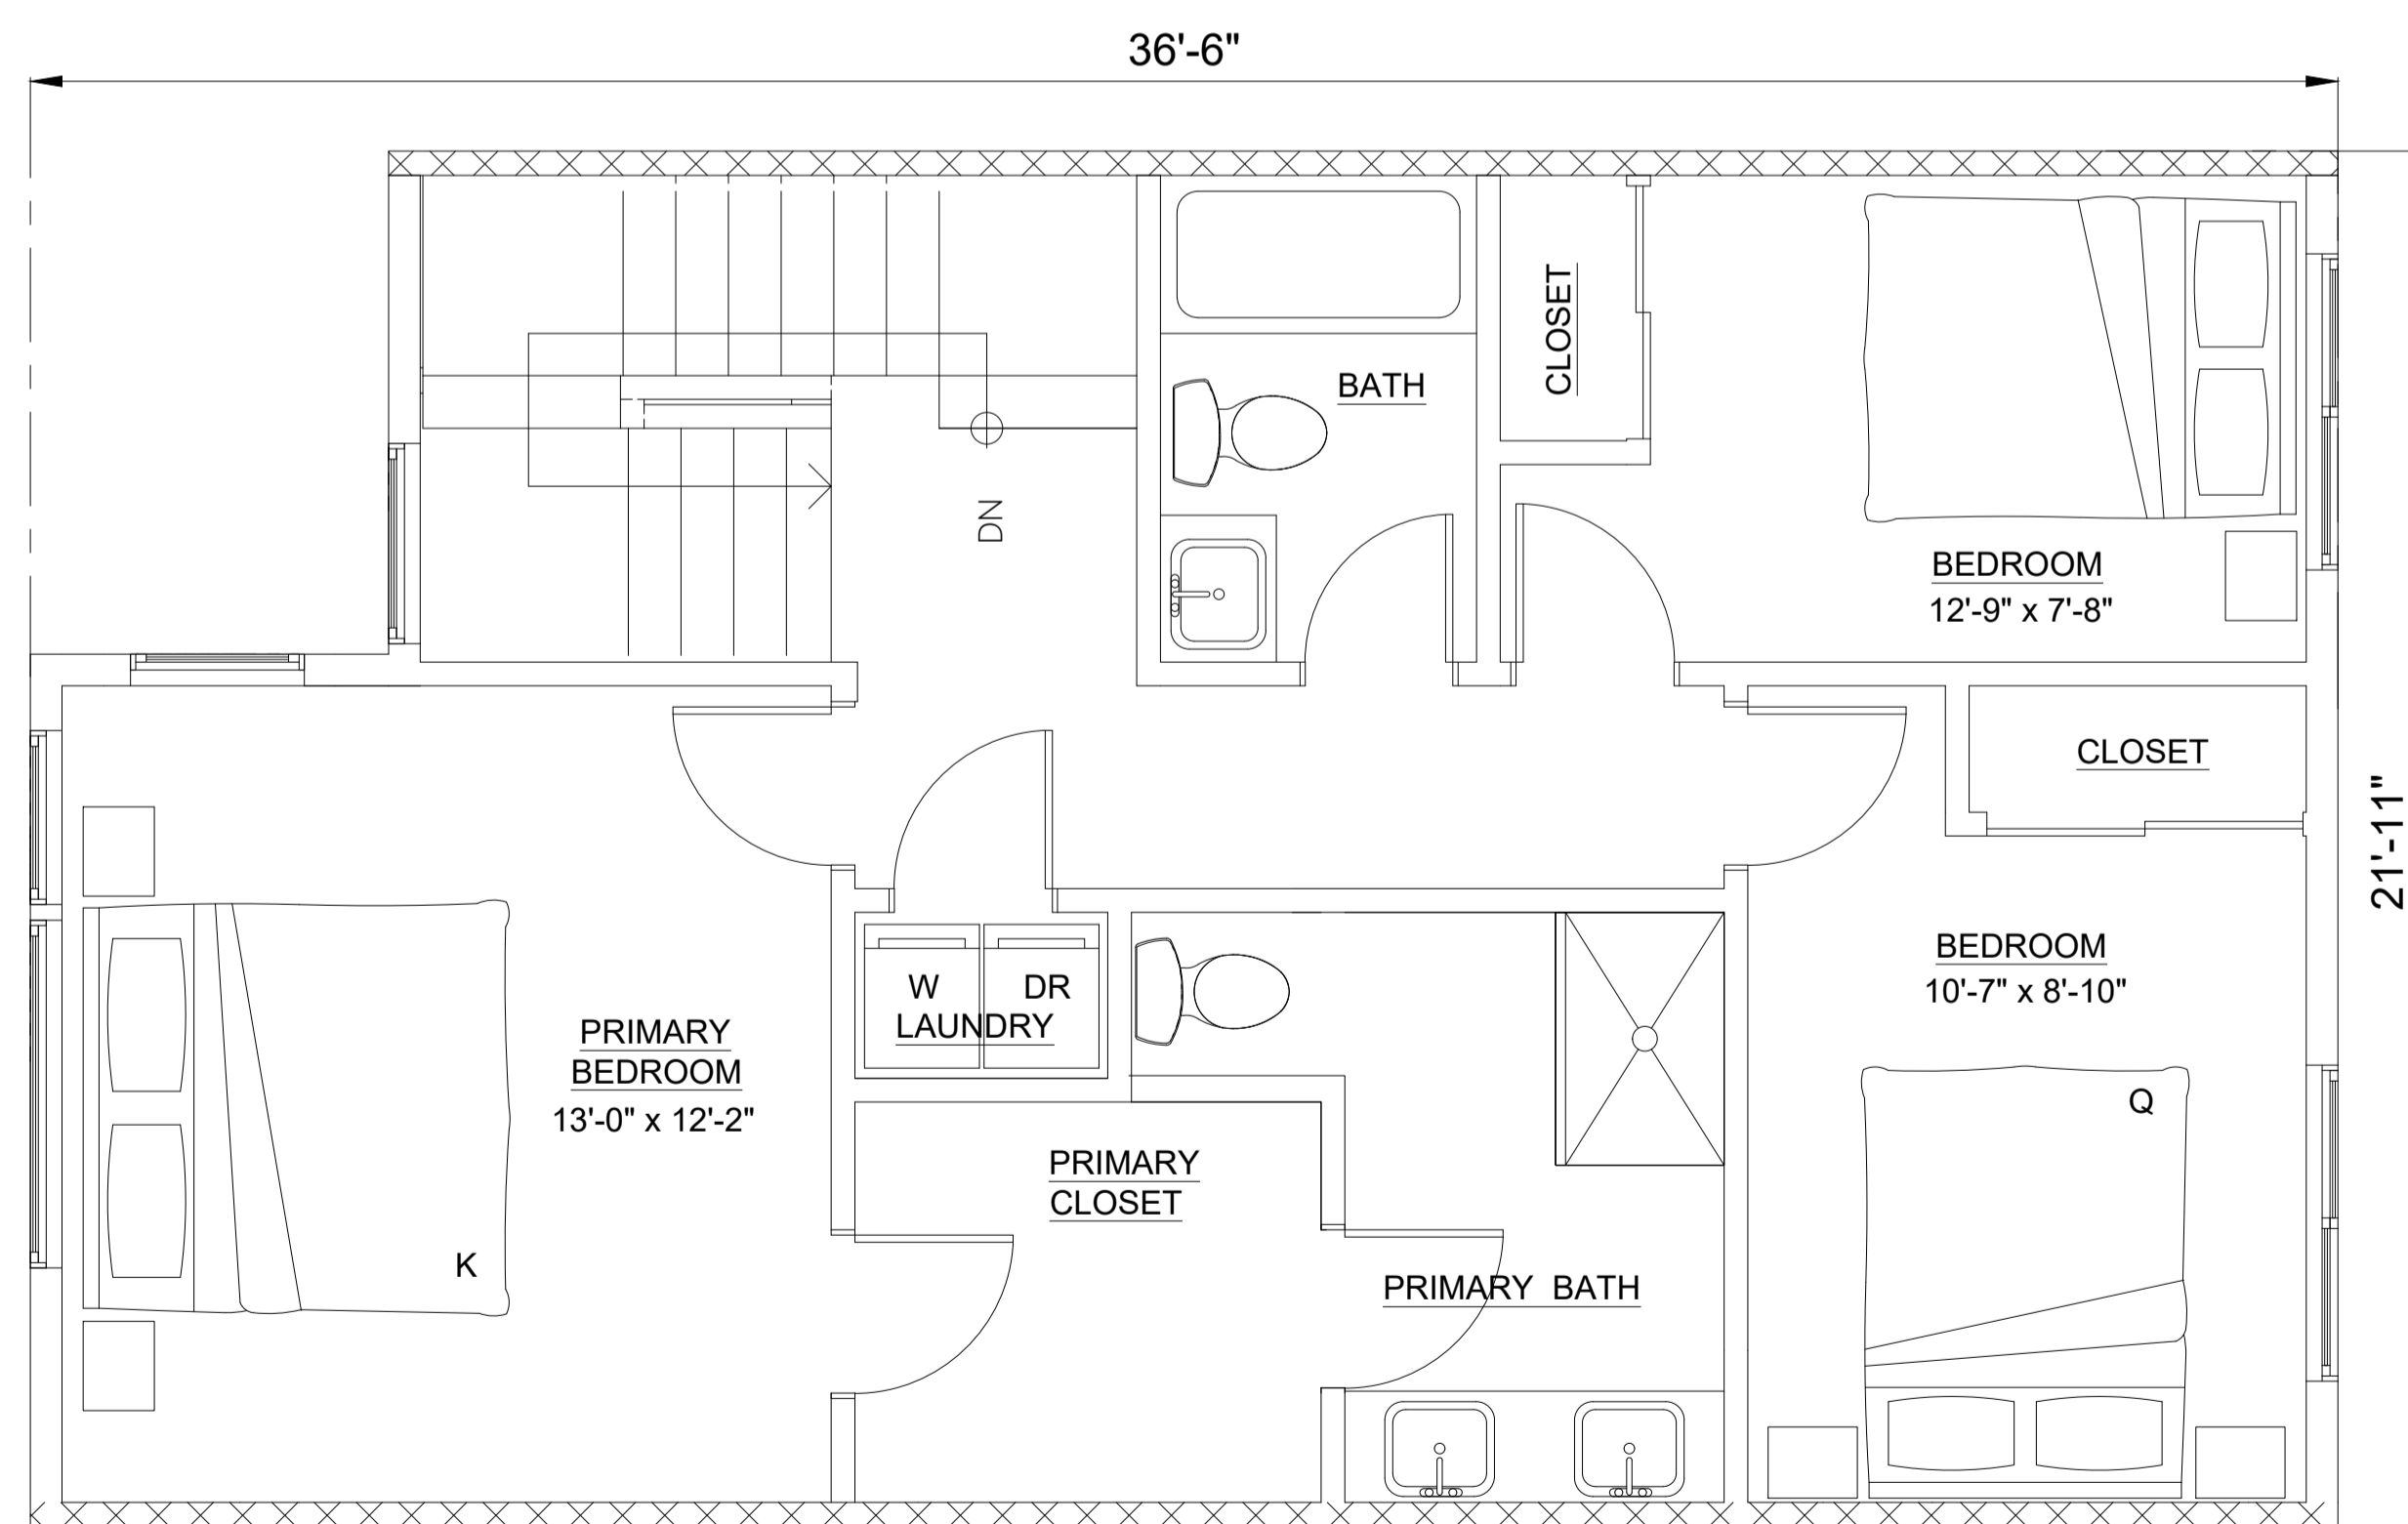 36'-6"
CLOSET
BATH
DN
BEDROOM
12'-9" x 7'-8"
CLOSET
21'-11"
BEDROOM
10'-7" x 8'-10"
W
DR
LAUNDRY
PRIMARY
BEDROOM
13'-0" x 12'-2"
Q
PRIMARY
CLOSET
K
PRIMARY BATH